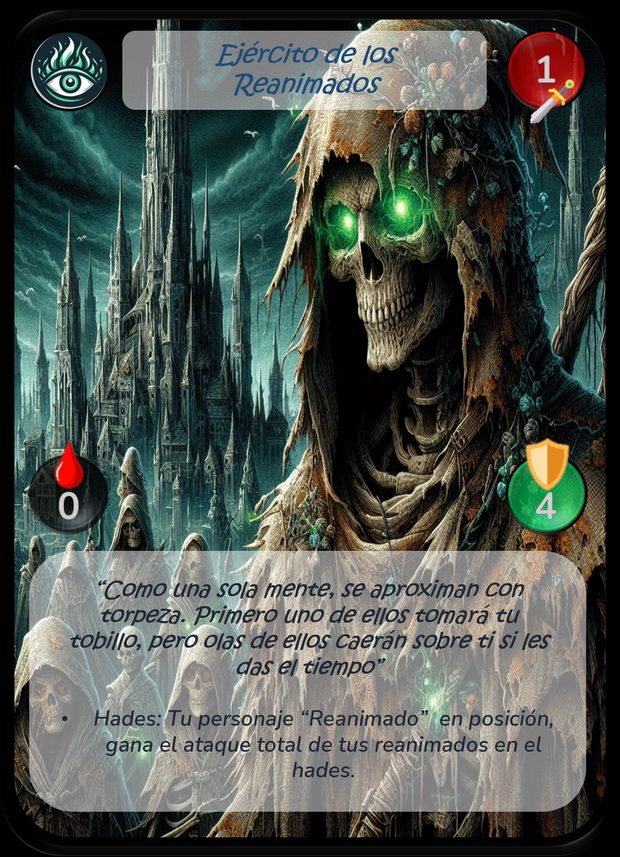 Ejército de los
Reanimados
1
0
4
“Como una sola mente, se aproximan con
torpeza. Primero uno de ellos tomará tu
tobillo, pero olas de ellos caerán sobre ti si les
das el tiempo”
• Hades: Tu personaje “Reanimado” en posición,
gana el ataque total de tus reanimados en el
hades.